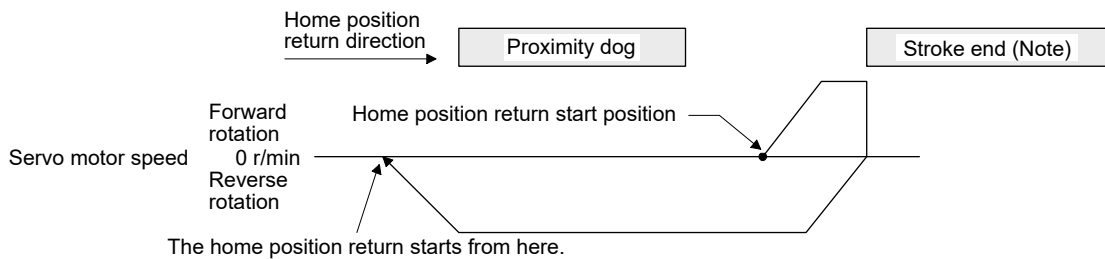 Home position
return direction
Proximity dog
Stroke end (Note)
Forward
rotation
Home position return start position
Servo motor speed
0 r/min
Reverse
rotation
The home position return starts from here.